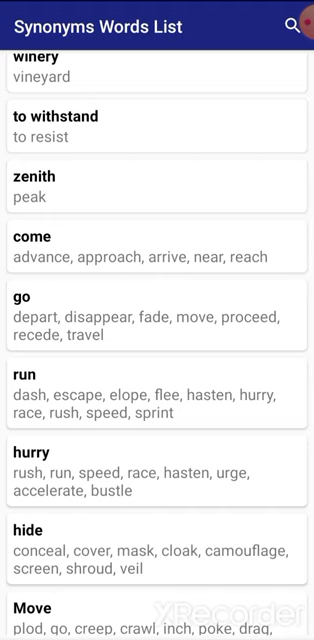 Synonyms Words List
winery
vineyard
to withstand
to resist
zenith
peak
come
advance, approach, arrive, near, reach
go
depart, disappear, fade, move, proceed,
recede, travel
run
dash, escape, elope, flee, hasten, hurry,
race, rush, speed, sprint
hurry
rush, run, speed, race, hasten, urge,
accelerate, bustle
hide
conceal, cover, mask, cloak, camouflage,
screen, shroud, veil
Move
plod, go, creep, crawl, inch, poke, drag,
XRecorder